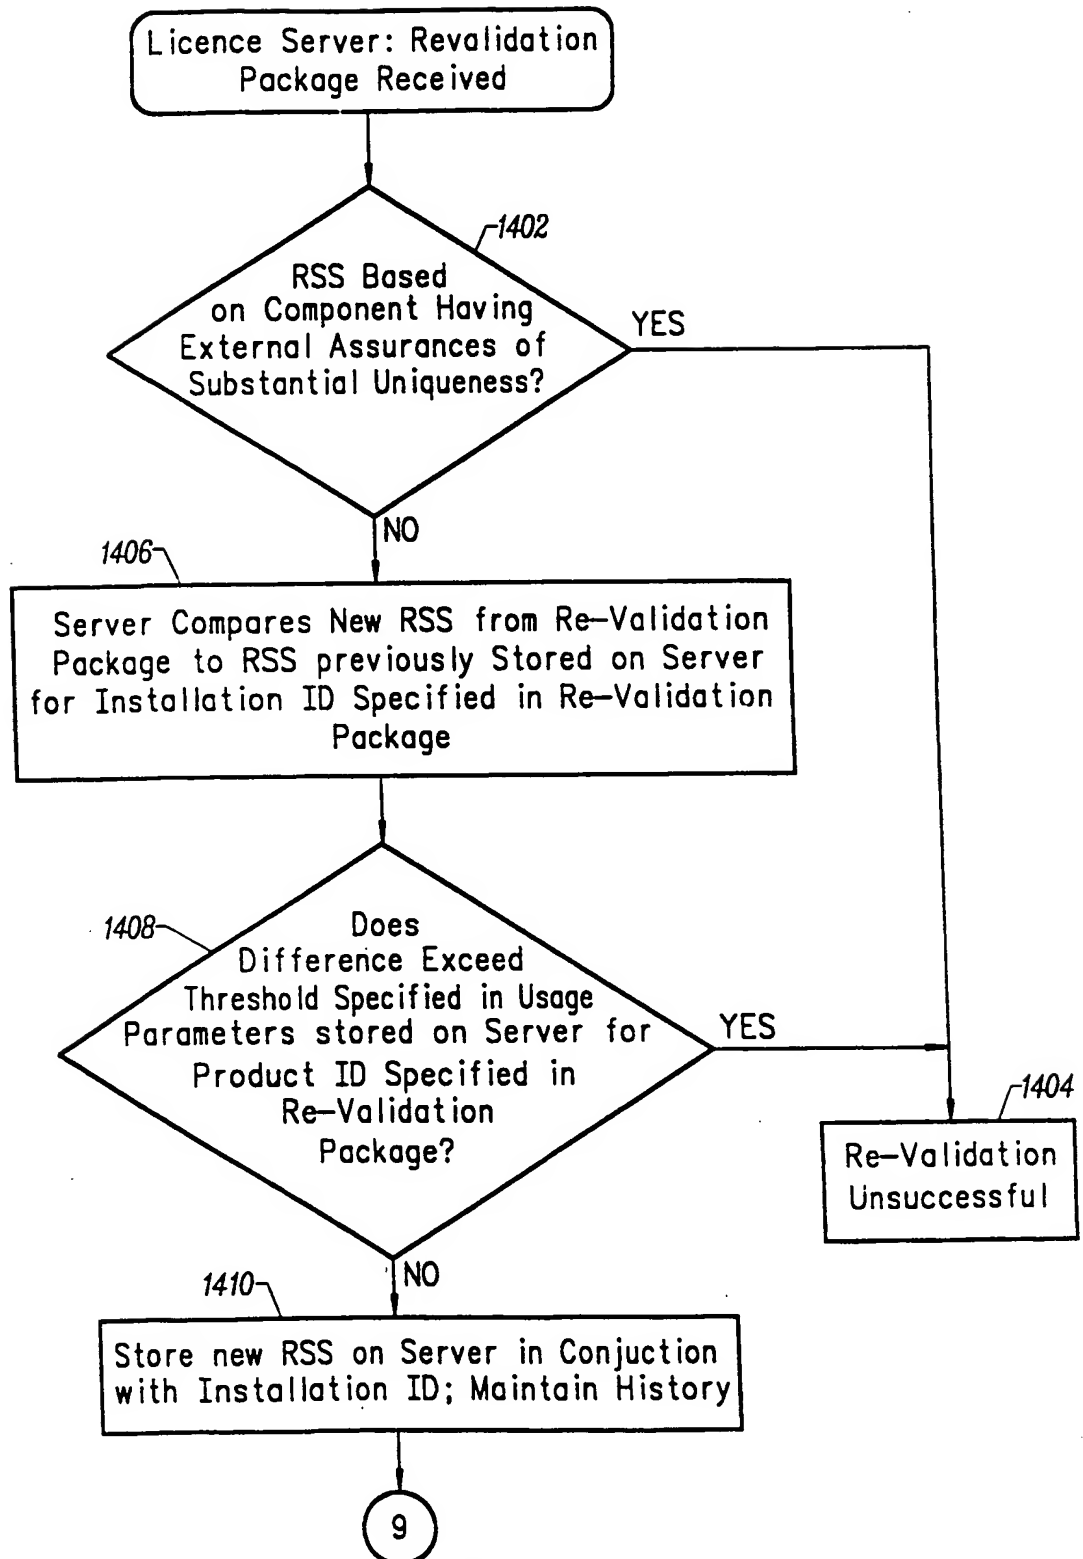 Licence Server: Revalidation
Package Received
1402
RSS Based
on Component Having
External Assurances of
Substantial Uniqueness?
YES
NO
1406
Server Compares New RSS from Re-Validation
Package to RSS previously Stored on Server
for Installation ID Specified in Re-Validation
Package
1408
Does
Difference Exceed
Threshold Specified in Usage
Parameters stored on Server for
Product ID Specified in
Re-Validation
Package?
YES
1404
Re-Validation
Unsuccessful
NO
1410
Store new RSS on Server in Conjuction
with Installation ID; Maintain History
9